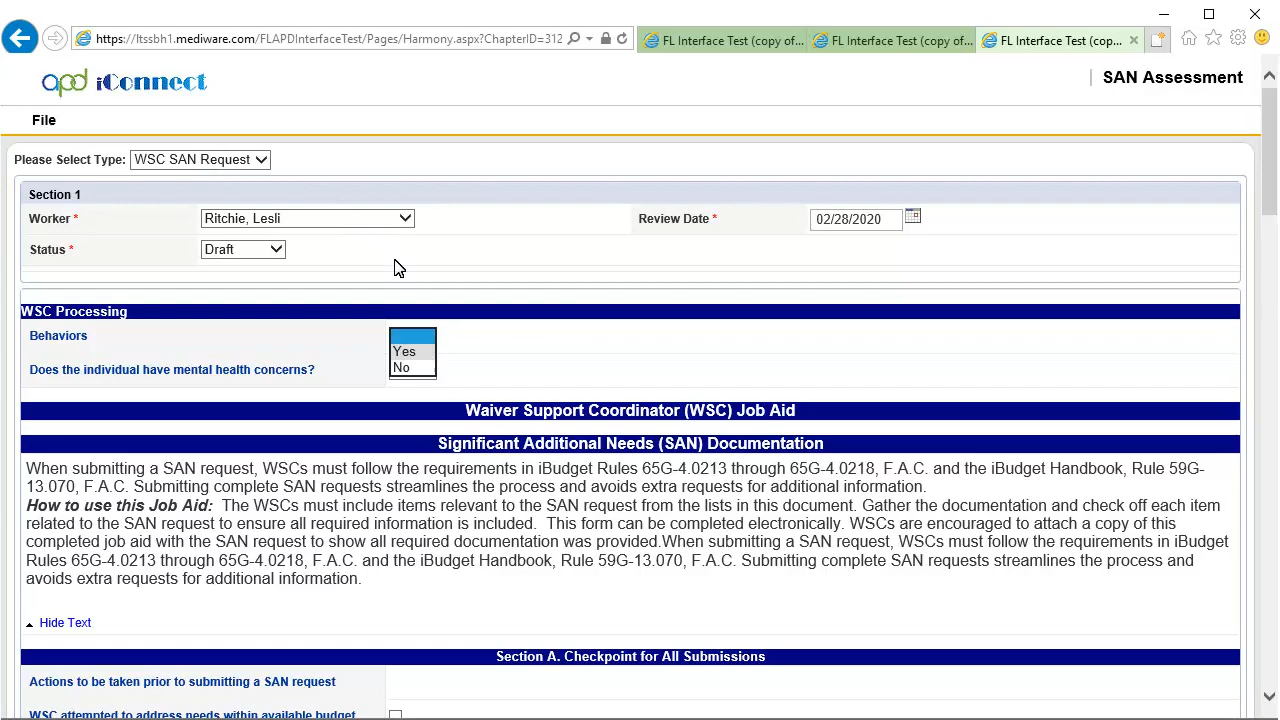 https://ltssbh1.mediware.com/FLAPDInterfaceTest/Pages/Harmony.aspx?ChapterID=312
FL Interface Test (copy of...
FL Interface Test (copy of...
FL Interface Test (cop...
apd iConnect
SAN Assessment
File
Please Select Type: WSC SAN Request
Section 1
Worker * Ritchie, Lesli Review Date * 02/28/2020
Status * Draft
WSC Processing
Behaviors
Yes
Does the individual have mental health concerns? No
Waiver Support Coordinator (WSC) Job Aid
Significant Additional Needs (SAN) Documentation
When submitting a SAN request, WSCs must follow the requirements in iBudget Rules 65G-4.0213 through 65G-4.0218, F.A.C. and the iBudget Handbook, Rule 59G-
13.070, F.A.C. Submitting complete SAN requests streamlines the process and avoids extra requests for additional information.
How to use this Job Aid: The WSCs must include items relevant to the SAN request from the lists in this document. Gather the documentation and check off each item
related to the SAN request to ensure all required information is included. This form can be completed electronically. WSCs are encouraged to attach a copy of this
completed job aid with the SAN request to show all required documentation was provided.When submitting a SAN request, WSCs must follow the requirements in iBudget
Rules 65G-4.0213 through 65G-4.0218, F.A.C. and the iBudget Handbook, Rule 59G-13.070, F.A.C. Submitting complete SAN requests streamlines the process and
avoids extra requests for additional information.
Hide Text
Section A. Checkpoint for All Submissions
Actions to be taken prior to submitting a SAN request
WSC attempted to address needs within available budget